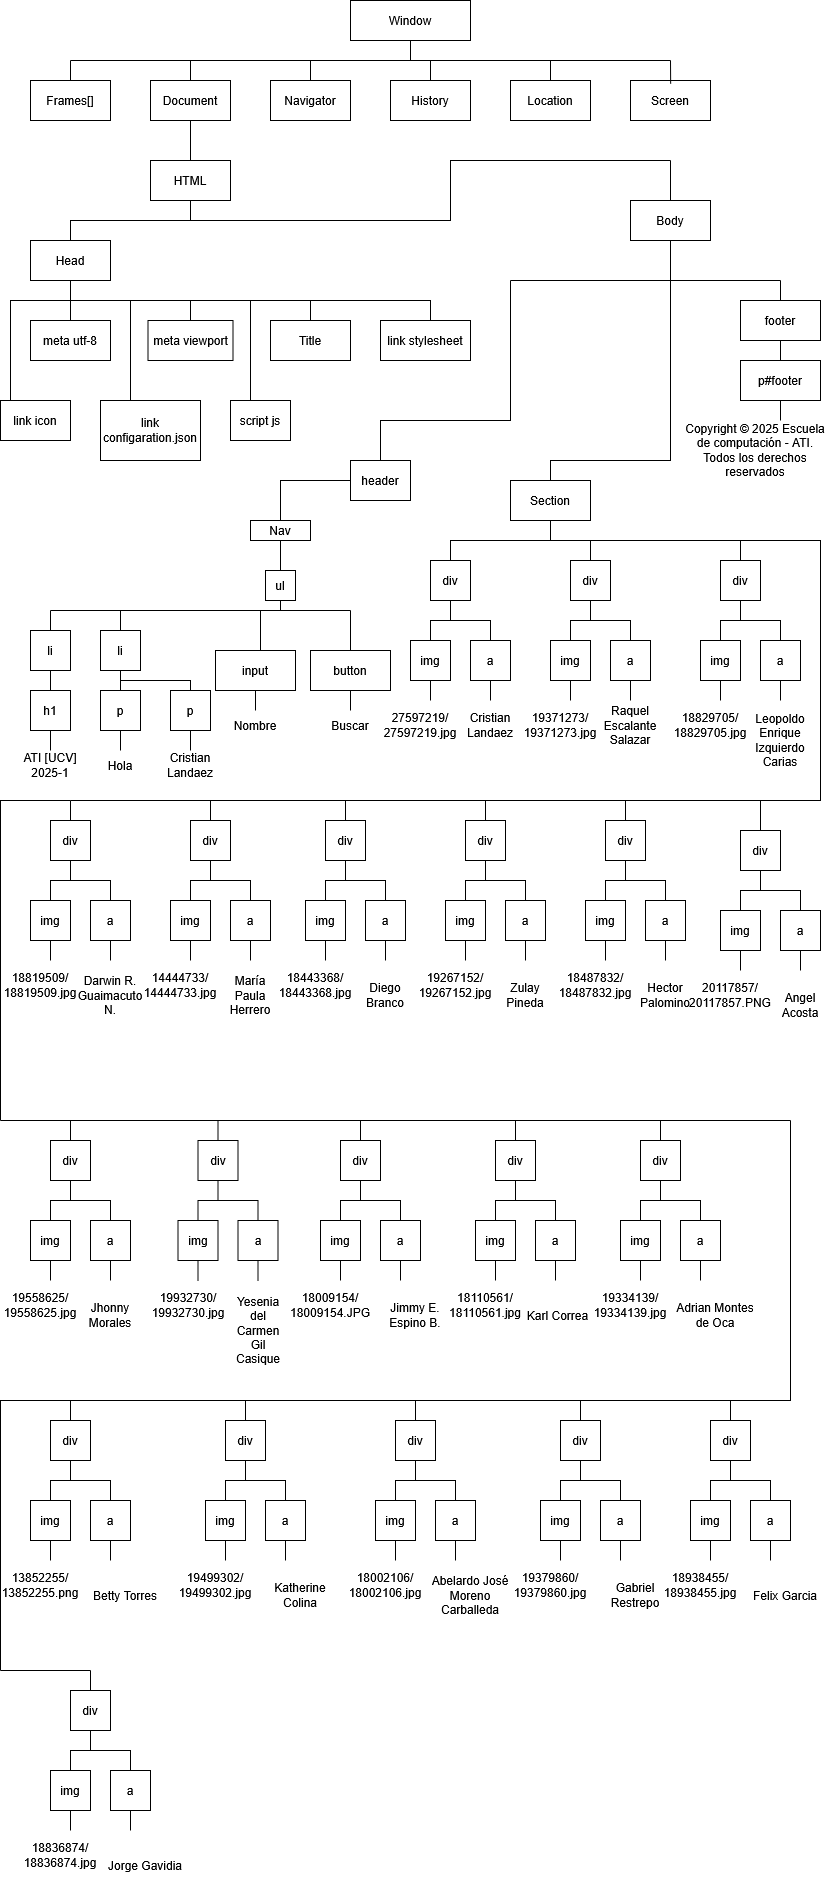 Window
Frames[]
Document
Navigator
History
Location
Screen
HTML
Body
Head
footer
meta utf-8
meta viewport
Title
link stylesheet
p#footer
link icon
link
configaration.json
script js
Copyright © 2025 Escuela
de computación - ATI.
Todos los derechos
reservados
header
Section
Nav
ul
div
div
div
li
li
input
button
img
a
img
a
img
a
h1
p
p
Nombre
Buscar
27597219/
27597219.jpg
Cristian
Landaez
19371273/
19371273.jpg
Raquel
Escalante
Salazar
18829705/
18829705.jpg
Leopoldo
Enrique
Izquierdo
Carias
ATI [UCV]
2025-1
Hola
Cristian
Landaez
div
div
div
div
div
div
img
a
img
a
img
a
img
a
img
a
img
a
18819509/
18819509.jpg
Darwin R.
Guaimacuto
N.
14444733/
14444733.jpg
María
Paula
Herrero
18443368/
18443368.jpg
Diego
Branco
19267152/
19267152.jpg
Zulay
Pineda
18487832/
18487832.jpg
Hector
Palomino
20117857/
20117857.PNG
Angel
Acosta
div
div
div
div
div
img
a
img
a
img
a
img
a
img
a
19558625/
19558625.jpg
Jhonny
Morales
19932730/
19932730.jpg
Yesenia
del
Carmen
Gil
Casique
18009154/
18009154.JPG
Jimmy E.
Espino B.
18110561/
18110561.jpg
Karl Correa
19334139/
19334139.jpg
Adrian Montes
de Oca
div
div
div
div
div
img
a
img
a
img
a
img
a
img
a
13852255/
13852255.png
Betty Torres
19499302/
19499302.jpg
Katherine
Colina
18002106/
18002106.jpg
Abelardo José
Moreno
Carballeda
19379860/
19379860.jpg
Gabriel
Restrepo
18938455/
18938455.jpg
Felix Garcia
div
img
a
18836874/
18836874.jpg
Jorge Gavidia